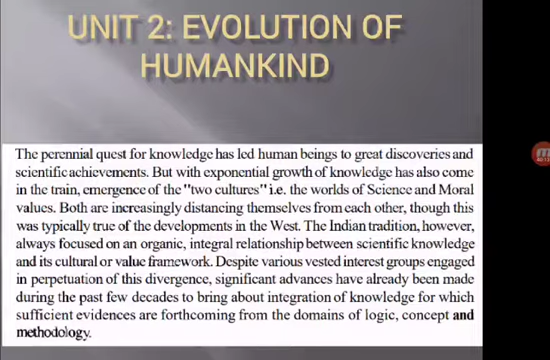 UNIT 2: EVOLUTION OF
HUMANKIND
The perennial quest for knowledge has led human beings to great discoveries and
scientific achievements. But with exponential growth of knowledge has also come
in the train, emergence of the "two cultures" i.e. the worlds of Science and Moral
values. Both are increasingly distancing themselves from each other, though this
was typically true of the developments in the West. The Indian tradition, however,
always focused on an organic, integral relationship between scientific knowledge
and its cultural or value framework. Despite various vested interest groups engaged
in perpetuation of this divergence, significant advances have already been made
during the past few decades to bring about integration of knowledge for which
sufficient evidences are forthcoming from the domains of logic, concept and
methodology.